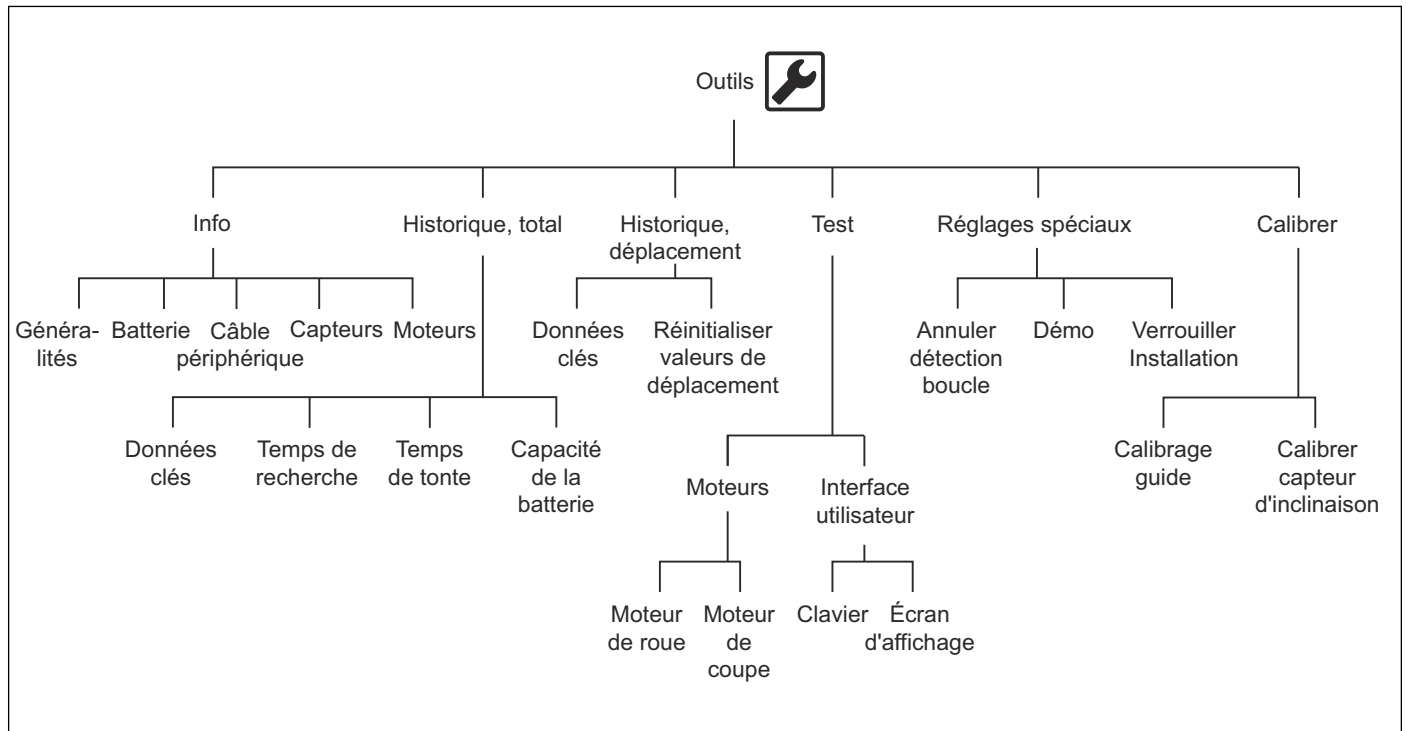 Outils
Info
Historique, total
Historique,
déplacement
Test
Réglages spéciaux
Calibrer
Généra-
lités
Batterie
Câble
périphérique
Capteurs
Moteurs
Données
clés
Réinitialiser
valeurs de
déplacement
Annuler
détection
boucle
Démo
Verrouiller
Installation
Données
clés
Temps de
recherche
Temps
de tonte
Capacité
de la
batterie
Moteurs
Interface
utilisateur
Calibrage
guide
Calibrer
capteur
d'inclinaison
Moteur
de roue
Moteur
de
coupe
Clavier
Écran
d'affichage